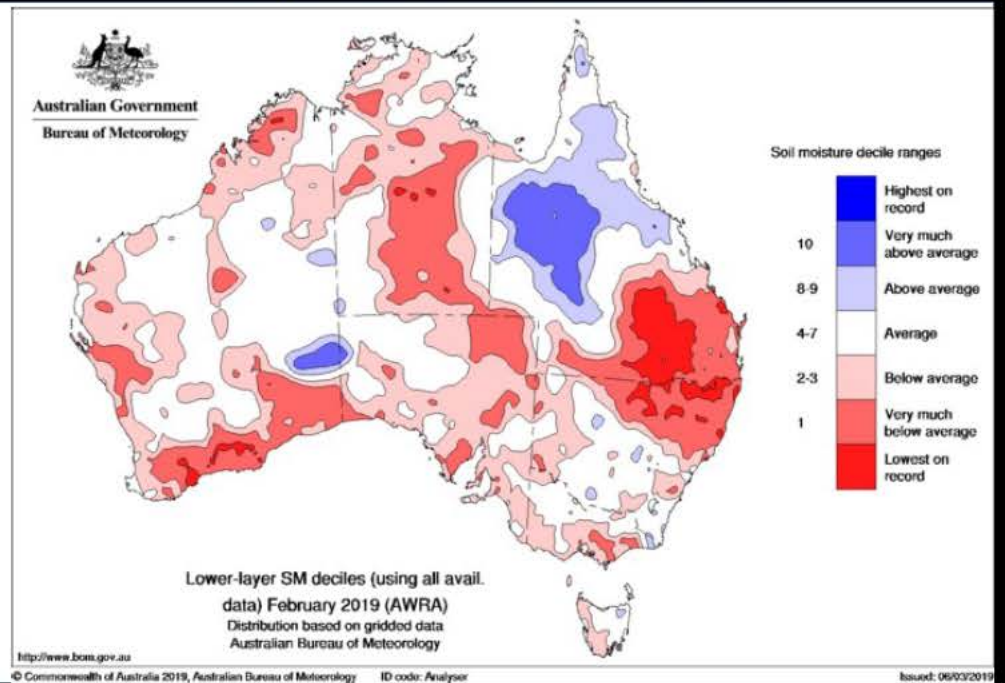 Australian Government
Bureau of Meteorology
Soil moisture decile ranges
Highest on
record
10
Very much
above average
8-9
Above average
4-7
Average
2-3
Below average
1
Very much
below average
Lowest on
record
Lower-layer SM deciles (using all avail.
data) February 2019 (AWRA)
Distribution based on gridded data
Australian Bureau of Meteorology
http://www.bom.gov.au
© Commonwealth of Australia 2019, Australian Bureau of Meteorology ID code: Analyser Issued: 06/03/2019